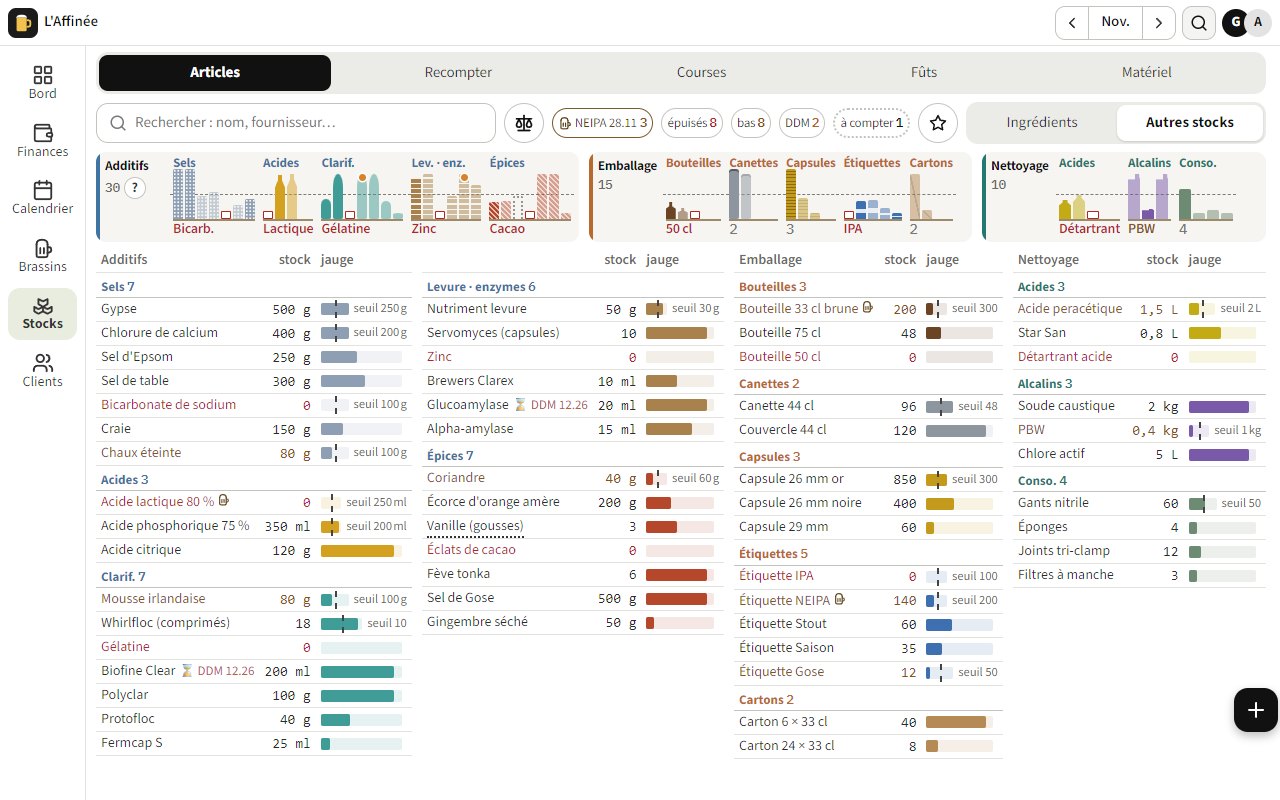 L'Affinée
Nov.
G A
Bord
Finances
Calendrier
Brassins
Stocks
Clients
Articles
Recompter
Courses
Fûts
Matériel
Rechercher : nom, fournisseur…
NEIPA 28.11 3
épuisés 8
bas 8
DDM 2
à compter 1
Ingrédients
Autres stocks
Additifs
30 ?
Sels Acides Clarif. Lev. · enz. Épices
Bicarb. Lactique Gélatine Zinc Cacao
Emballage
15
Bouteilles Canettes Capsules Étiquettes Cartons
50 cl 2 3 IPA 2
Nettoyage
10
Acides Alcalins Conso.
Détartrant PBW 4
Additifs stock jauge
Sels 7
Gypse 500 g seuil 250 g
Chlorure de calcium 400 g seuil 200 g
Sel d'Epsom 250 g
Sel de table 300 g
Bicarbonate de sodium 0 seuil 100 g
Craie 150 g
Chaux éteinte 80 g seuil 100 g
Acides 3
Acide lactique 80 % 0 seuil 250 ml
Acide phosphorique 75 % 350 ml seuil 200 ml
Acide citrique 120 g
Clarif. 7
Mousse irlandaise 80 g seuil 100 g
Whirlfloc (comprimés) 18 seuil 10
Gélatine 0
Biofine Clear ⌛ DDM 12.26 200 ml
Polyclar 100 g
Protofloc 40 g
Fermcap S 25 ml
stock jauge
Levure · enzymes 6
Nutriment levure 50 g seuil 30 g
Servomyces (capsules) 10
Zinc 0
Brewers Clarex 10 ml
Glucoamylase ⌛ DDM 12.26 20 ml
Alpha-amylase 15 ml
Épices 7
Coriandre 40 g seuil 60 g
Écorce d'orange amère 200 g
Vanille (gousses) 3
Éclats de cacao 0
Fève tonka 6
Sel de Gose 500 g
Gingembre séché 50 g
Emballage stock jauge
Bouteilles 3
Bouteille 33 cl brune 200 seuil 300
Bouteille 75 cl 48
Bouteille 50 cl 0
Canettes 2
Canette 44 cl 96 seuil 48
Couvercle 44 cl 120
Capsules 3
Capsule 26 mm or 850 seuil 300
Capsule 26 mm noire 400
Capsule 29 mm 60
Étiquettes 5
Étiquette IPA 0 seuil 100
Étiquette NEIPA 140 seuil 200
Étiquette Stout 60
Étiquette Saison 35
Étiquette Gose 12 seuil 50
Cartons 2
Carton 6 × 33 cl 40
Carton 24 × 33 cl 8
Nettoyage stock jauge
Acides 3
Acide peracétique 1,5 L seuil 2 L
Star San 0,8 L
Détartrant acide 0
Alcalins 3
Soude caustique 2 kg
PBW 0,4 kg seuil 1 kg
Chlore actif 5 L
Conso. 4
Gants nitrile 60 seuil 50
Éponges 4
Joints tri-clamp 12
Filtres à manche 3